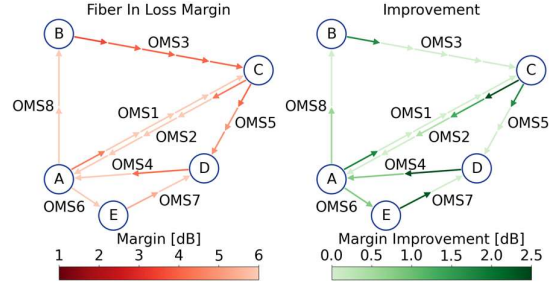 Fiber In Loss Margin
B
OMS3
C
OMS8
OMS1
OMS2
OMS5
OMS4
D
A
OMS6
E
OMS7
Margin [dB]
1 2 3 4 5 6
Improvement
B
OMS3
C
OMS8
OMS1
OMS2
OMS5
OMS4
D
A
OMS6
E
OMS7
Margin Improvement [dB]
0.0 0.5 1.0 1.5 2.0 2.5